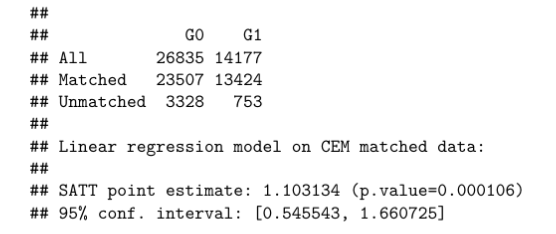 ##
##              G0    G1
## All       26835 14177
## Matched   23507 13424
## Unmatched  3328   753
##
## Linear regression model on CEM matched data:
##
## SATT point estimate: 1.103134 (p.value=0.000106)
## 95% conf. interval: [0.545543, 1.660725]